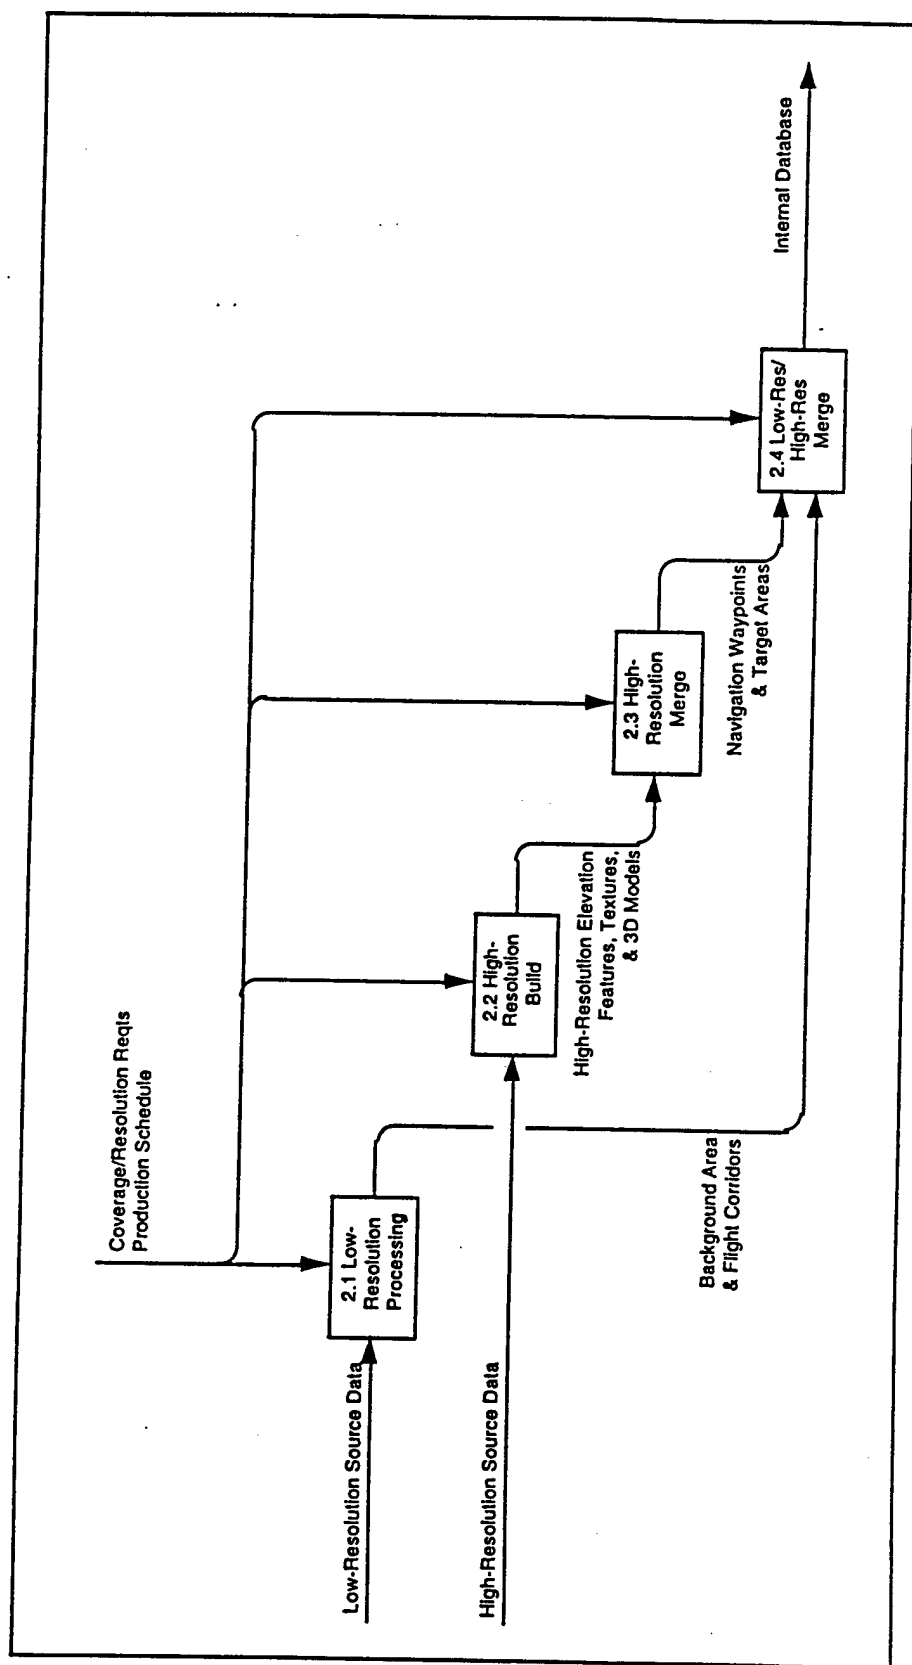 Coverage/Resolution Reqts
Production Schedule
Low-Resolution Source Data
2.1 Low-
Resolution
Processing
High-Resolution Source Data
2.2 High-
Resolution
Build
High-Resolution Elevation
Features, Textures,
& 3D Models
2.3 High-
Resolution
Merge
Background Area
& Flight Corridors
Navigation Waypoints
& Target Areas
2.4 Low-Res/
High-Res
Merge
Internal Database